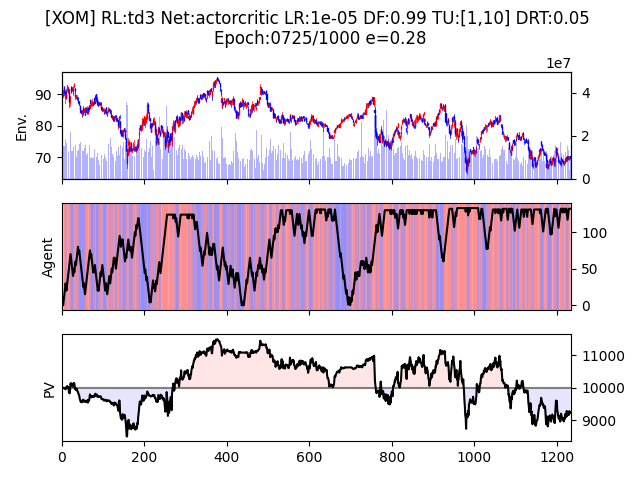 [XOM] RL:td3 Net:actorcritic LR:1e-05 DF:0.99 TU:[1,10] DRT:0.05
Epoch:0725/1000 e=0.28
1e7
Env.
90
80
70
4
2
0
Agent
100
50
0
PV
11000
10000
9000
0 200 400 600 800 1000 1200